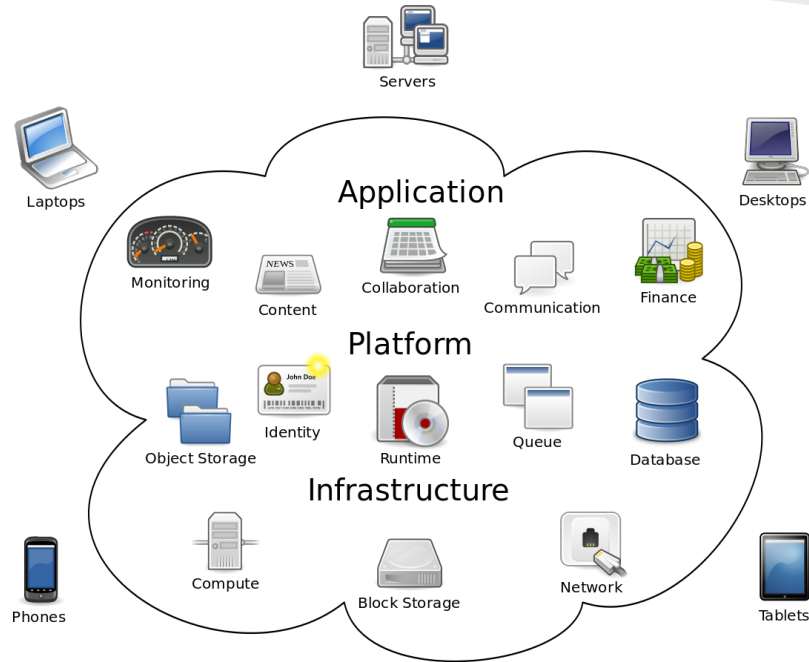 Servers
Laptops
Desktops
Application
Monitoring
NEWS
Content
Collaboration
Communication
Finance
Platform
Object Storage
John Doe
Identity
Runtime
Queue
Database
Infrastructure
Compute
Block Storage
Network
Phones
Tablets